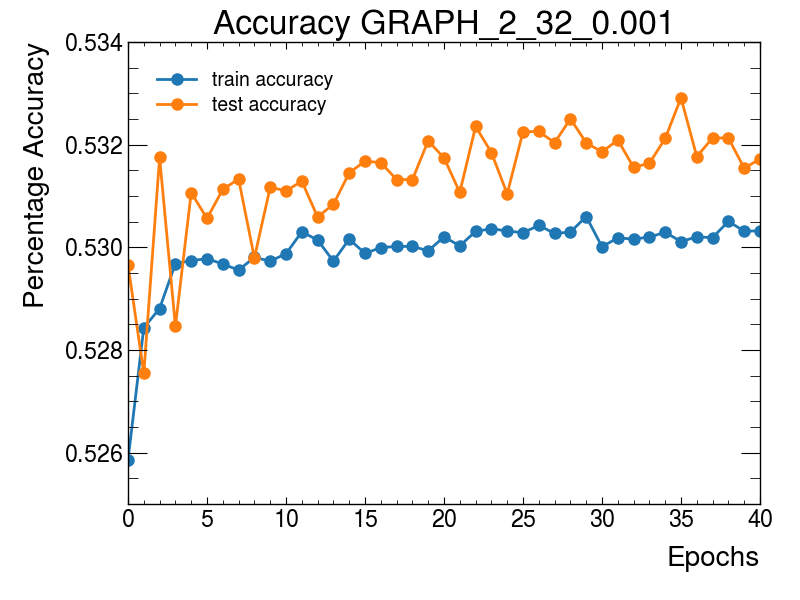 Accuracy GRAPH_2_32_0.001
Percentage Accuracy
0.534
0.532
0.530
0.528
0.526
train accuracy
test accuracy
0 5 10 15 20 25 30 35 40
Epochs